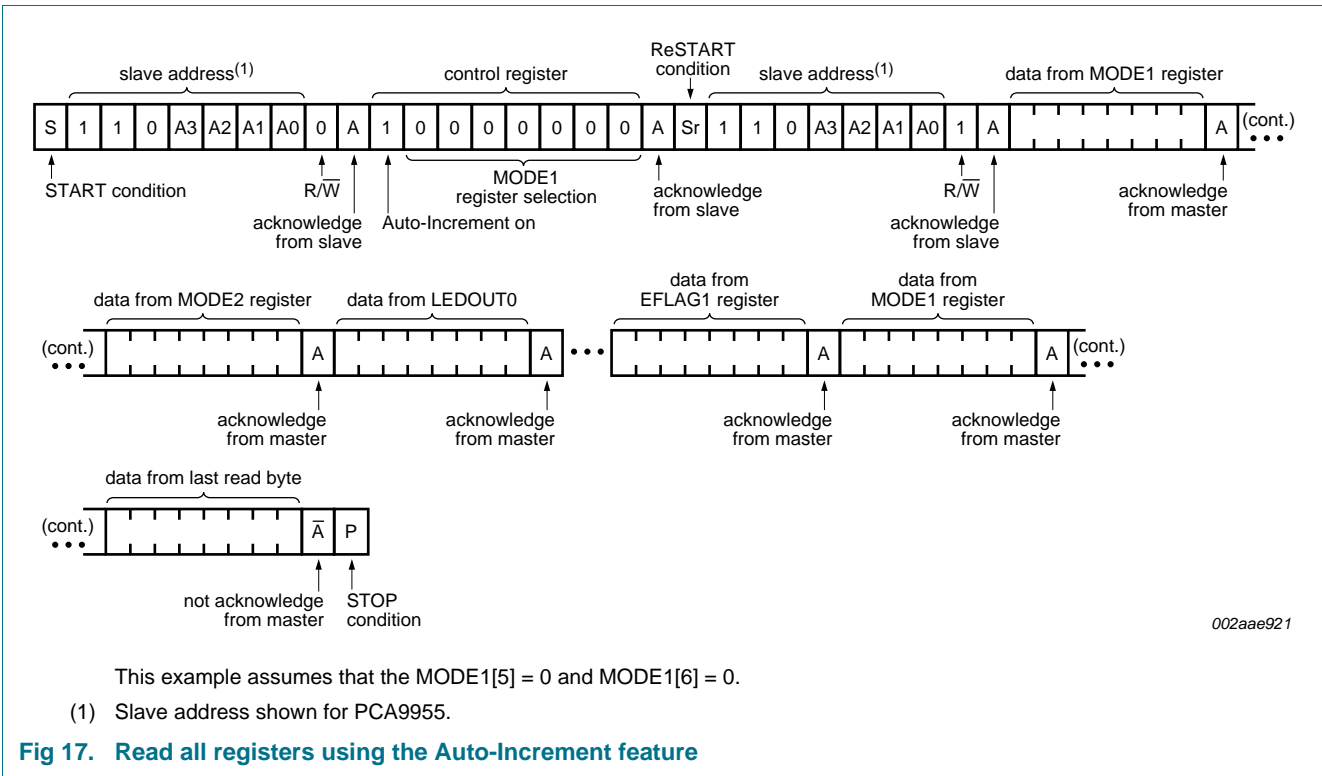 ReSTART
condition
slave address(1)
control register
slave address(1)
data from MODE1 register
S 1 1 0 A3 A2 A1 A0 0 A 1 0 0 0 0 0 0 0 A Sr 1 1 0 A3 A2 A1 A0 1 A A (cont.)
START condition
R/W̅
acknowledge
from slave
Auto-Increment on
MODE1
register selection
acknowledge
from slave
R/W̅
acknowledge
from slave
acknowledge
from master
data from MODE2 register
data from LEDOUT0
data from
EFLAG1 register
data from
MODE1 register
(cont.) A A A A (cont.)
acknowledge
from master
acknowledge
from master
acknowledge
from master
acknowledge
from master
data from last read byte
(cont.) A̅ P
not acknowledge
from master
STOP
condition
002aae921
This example assumes that the MODE1[5] = 0 and MODE1[6] = 0.
(1) Slave address shown for PCA9955.
Fig 17. Read all registers using the Auto-Increment feature